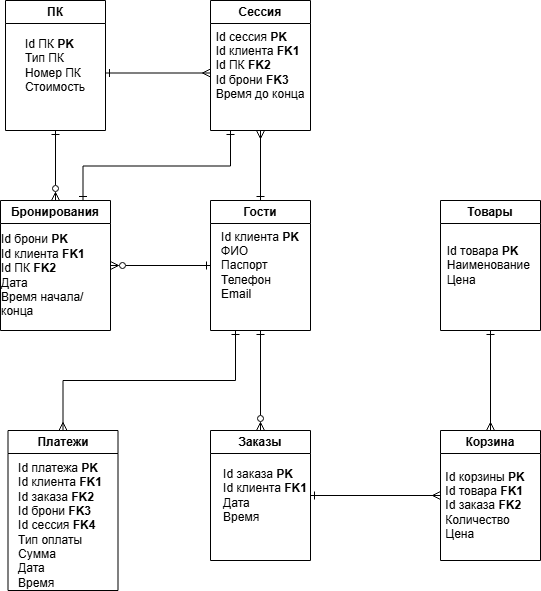 ПК
Id ПК PK
Тип ПК
Номер ПК
Стоимость
Сессия
Id сессия PK
Id клиента FK1
Id ПК FK2
Id брони FK3
Время до конца
Бронирования
Id брони PK
Id клиента FK1
Id ПК FK2
Дата
Время начала/
конца
Гости
Id клиента PK
ФИО
Паспорт
Телефон
Email
Товары
Id товара PK
Наименование
Цена
Платежи
Id платежа PK
Id клиента FK1
Id заказа FK2
Id брони FK3
Id сессия FK4
Тип оплаты
Сумма
Дата
Время
Заказы
Id заказа PK
Id клиента FK1
Дата
Время
Корзина
Id корзины PK
Id товара FK1
Id заказа FK2
Количество
Цена